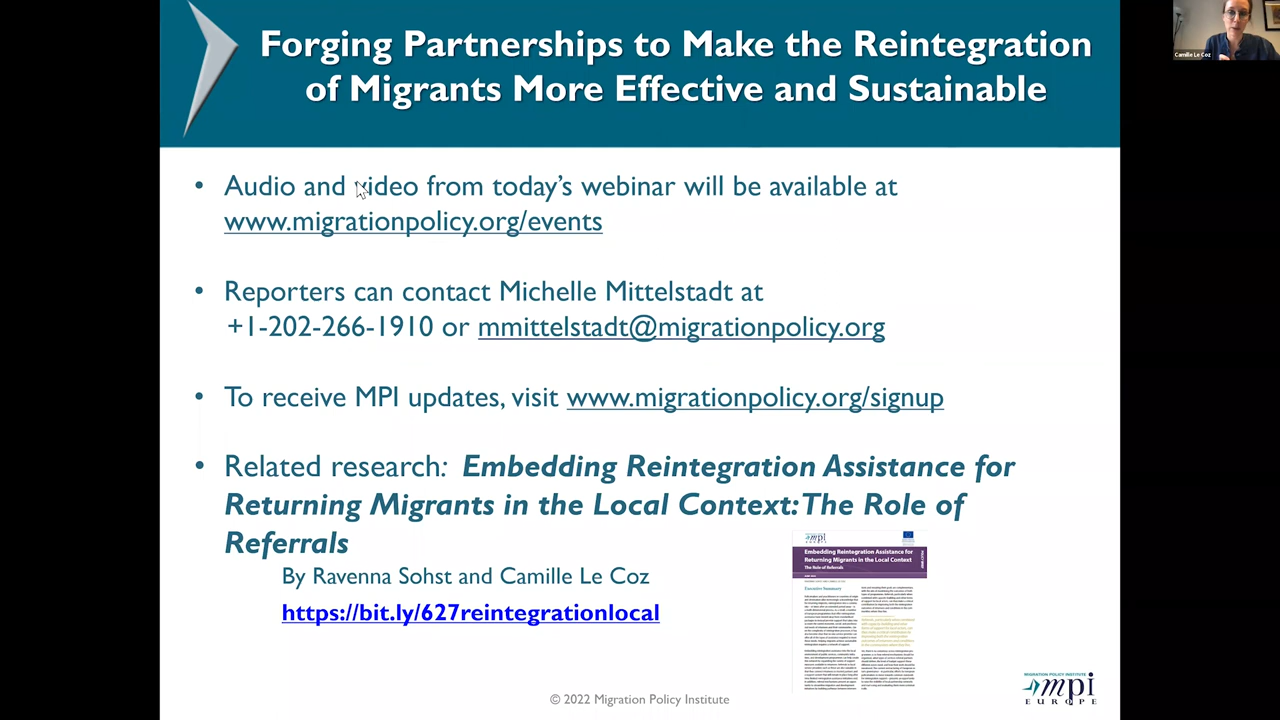 Forging Partnerships to Make the Reintegration
of Migrants More Effective and Sustainable
Camille Le Coz
• Audio and video from today's webinar will be available at
www.migrationpolicy.org/events
• Reporters can contact Michelle Mittelstadt at
+1-202-266-1910 or mmittelstadt@migrationpolicy.org
• To receive MPI updates, visit www.migrationpolicy.org/signup
• Related research: Embedding Reintegration Assistance for
Returning Migrants in the Local Context: The Role of
Referrals
By Ravenna Sohst and Camille Le Coz
https://bit.ly/627reintegrationlocal
mpi
EUROPE
Embedding Reintegration Assistance for
Returning Migrants in the Local Context
The Role of Referrals
Executive Summary
© 2022 Migration Policy Institute
MIGRATION POLICY INSTITUTE
mpi
EUROPE